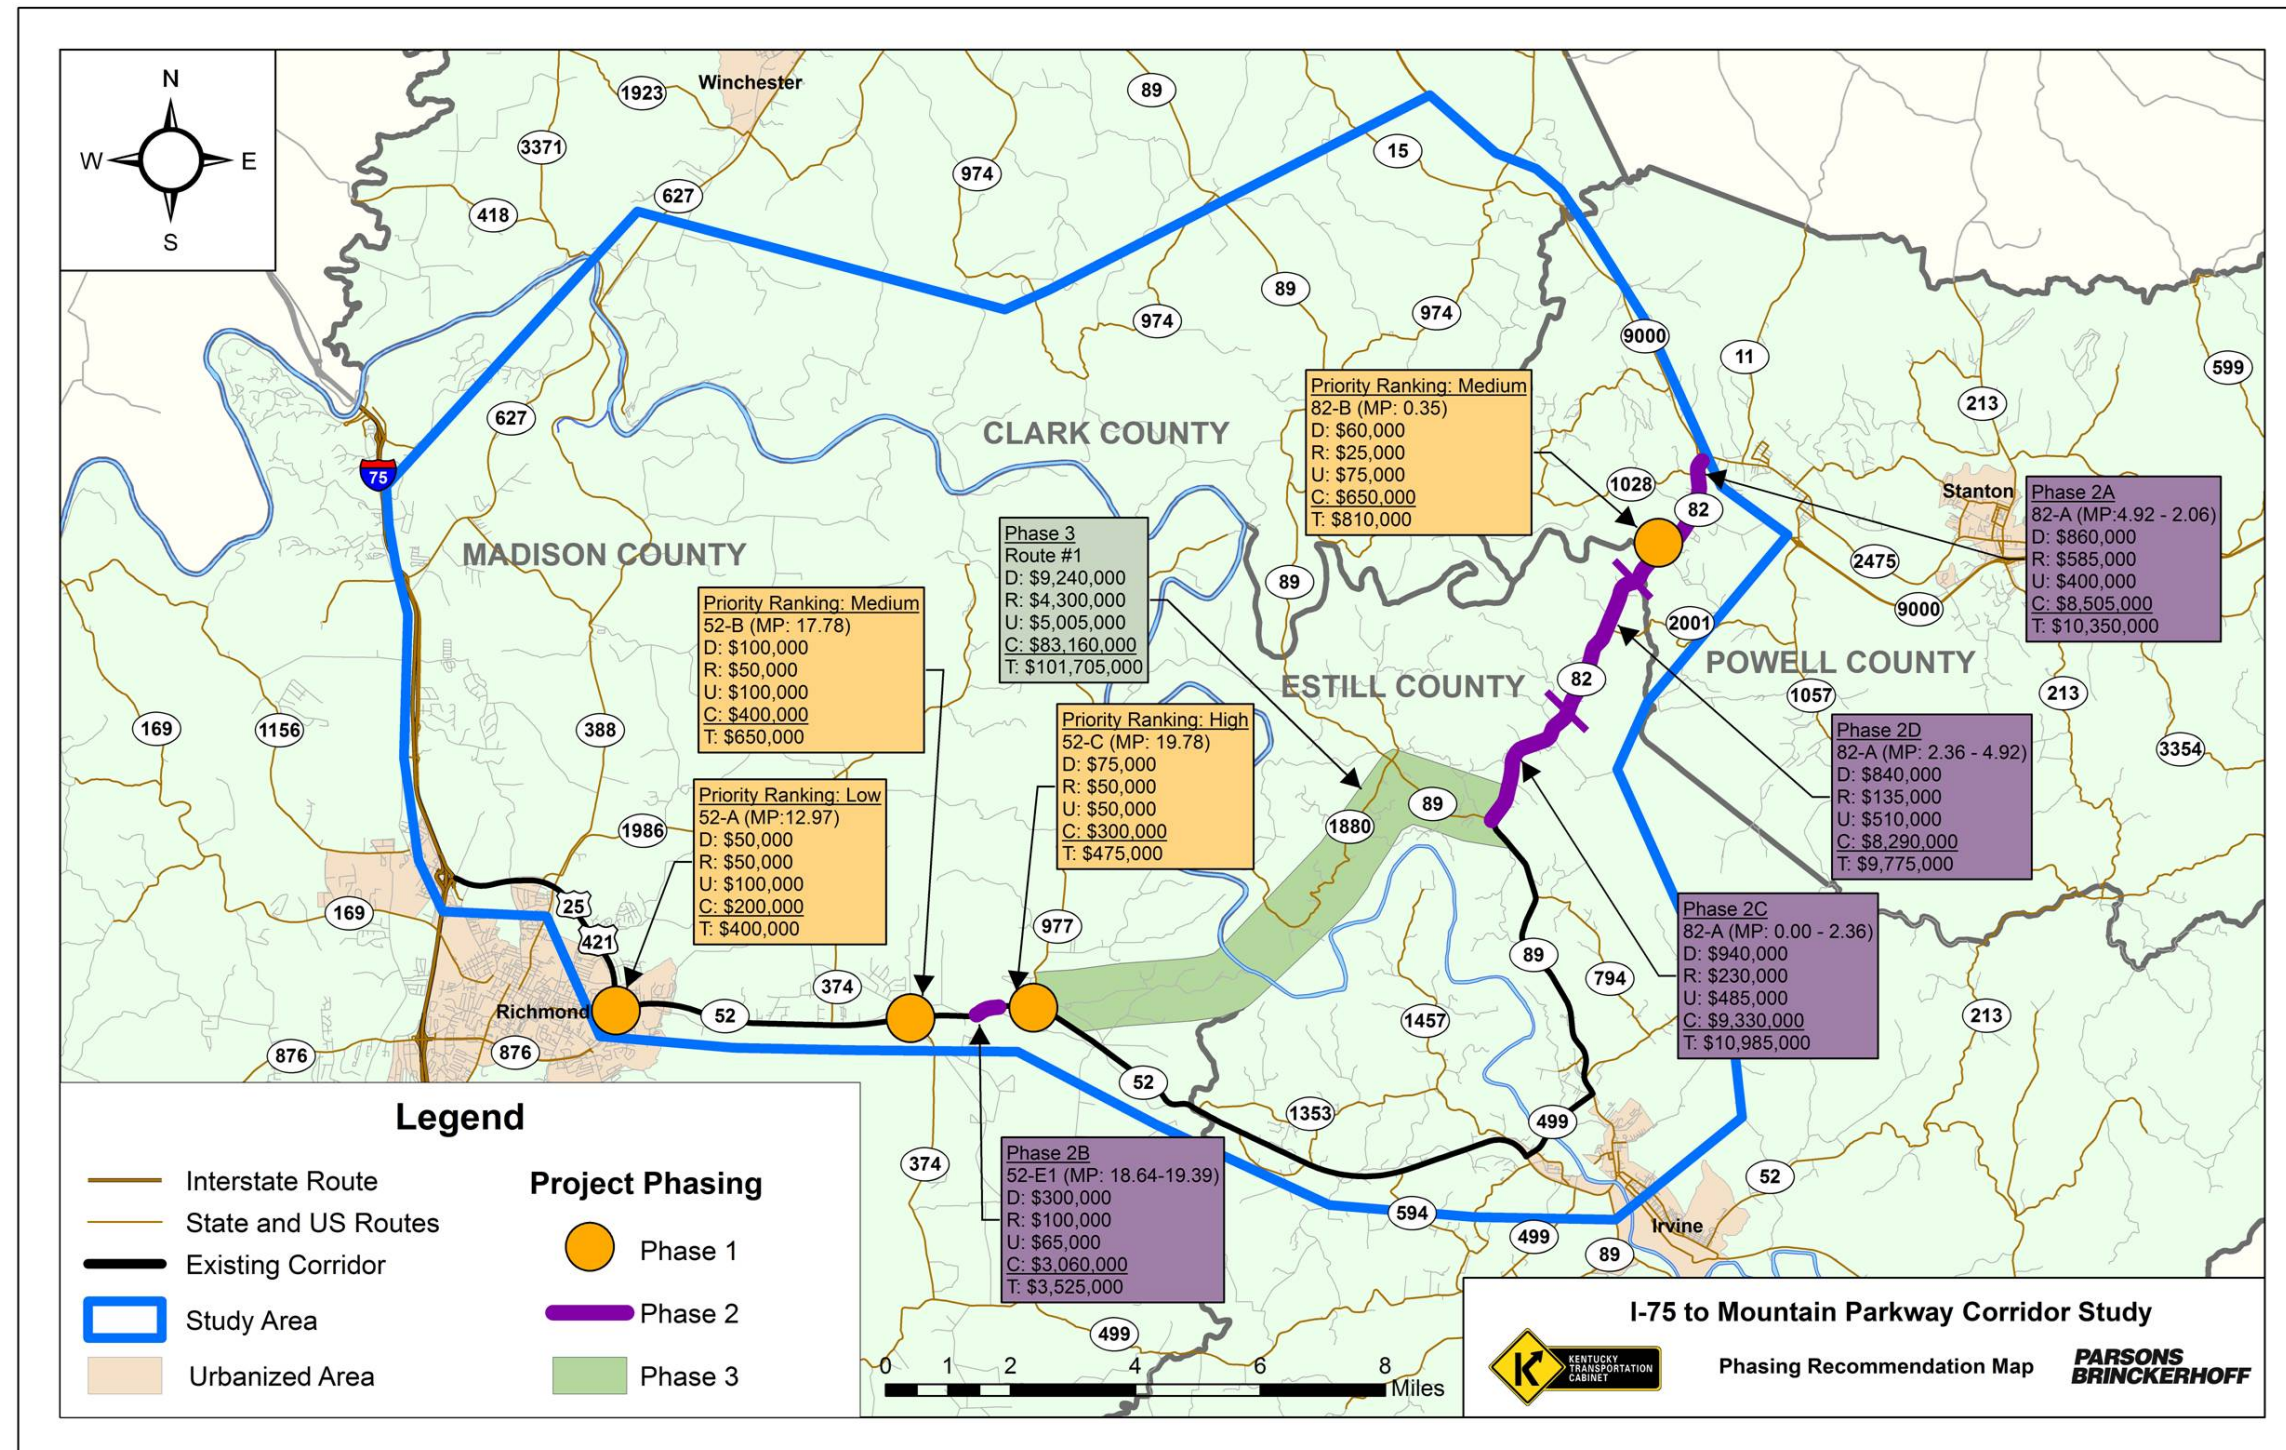 N
W
E
S
Winchester
1923
89
3371
974
15
627
418
89
974
974
9000
11
599
213
627
75
CLARK COUNTY
Priority Ranking: Medium
82-B (MP: 0.35)
D: $60,000
R: $25,000
U: $75,000
C: $650,000
T: $810,000
1028
82
Stanton
Phase 2A
82-A (MP:4.92 - 2.06)
D: $860,000
R: $585,000
U: $400,000
C: $8,505,000
T: $10,350,000
MADISON COUNTY
Phase 3
Route #1
D: $9,240,000
R: $4,300,000
U: $5,005,000
C: $83,160,000
T: $101,705,000
89
2475
9000
2001
Priority Ranking: Medium
52-B (MP: 17.78)
D: $100,000
R: $50,000
U: $100,000
C: $400,000
T: $650,000
ESTILL COUNTY
82
POWELL COUNTY
1057
213
3354
169
1156
388
Priority Ranking: High
52-C (MP: 19.78)
D: $75,000
R: $50,000
U: $50,000
C: $300,000
T: $475,000
Phase 2D
82-A (MP: 2.36 - 4.92)
D: $840,000
R: $135,000
U: $510,000
C: $8,290,000
T: $9,775,000
Priority Ranking: Low
52-A (MP:12.97)
D: $50,000
R: $50,000
U: $100,000
C: $200,000
T: $400,000
1986
89
1880
169
25
421
977
Phase 2C
82-A (MP: 0.00 - 2.36)
D: $940,000
R: $230,000
U: $485,000
C: $9,330,000
T: $10,985,000
89
794
374
Richmond
52
1457
213
876
876
52
1353
499
Phase 2B
52-E1 (MP: 18.64-19.39)
D: $300,000
R: $100,000
U: $65,000
C: $3,060,000
T: $3,525,000
374
52
594
499
Irvine
89
499
Legend
Interstate Route
State and US Routes
Existing Corridor
Study Area
Urbanized Area
Project Phasing
Phase 1
Phase 2
Phase 3
0 1 2 4 6 8
Miles
I-75 to Mountain Parkway Corridor Study
KENTUCKY
TRANSPORTATION
CABINET
Phasing Recommendation Map
PARSONS
BRINCKERHOFF